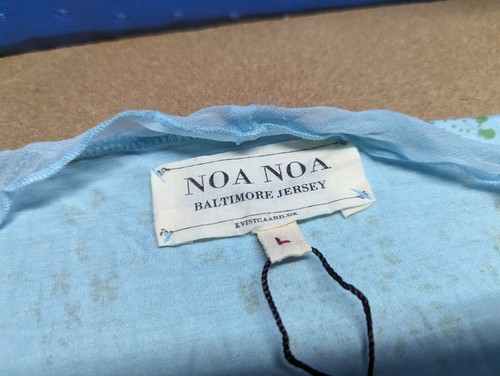 NOA NOA
BALTIMORE JERSEY
KVISTGAARD.DK
L